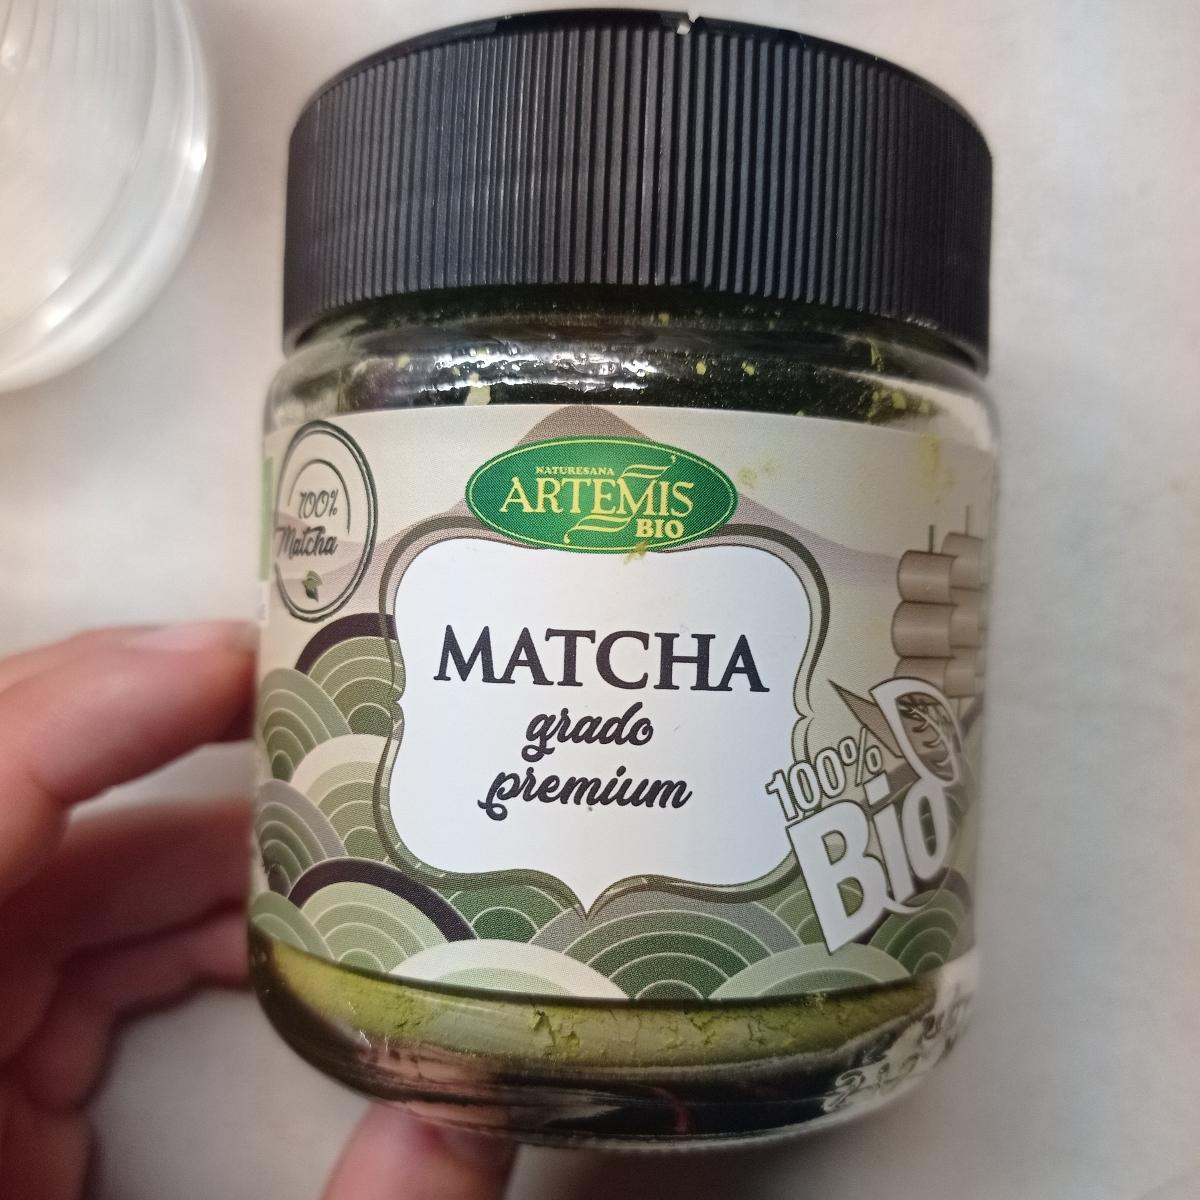 NATURESANA
ARTEMIS
BIO
100%
Matcha
MATCHA
grado
premium
100%
Bio